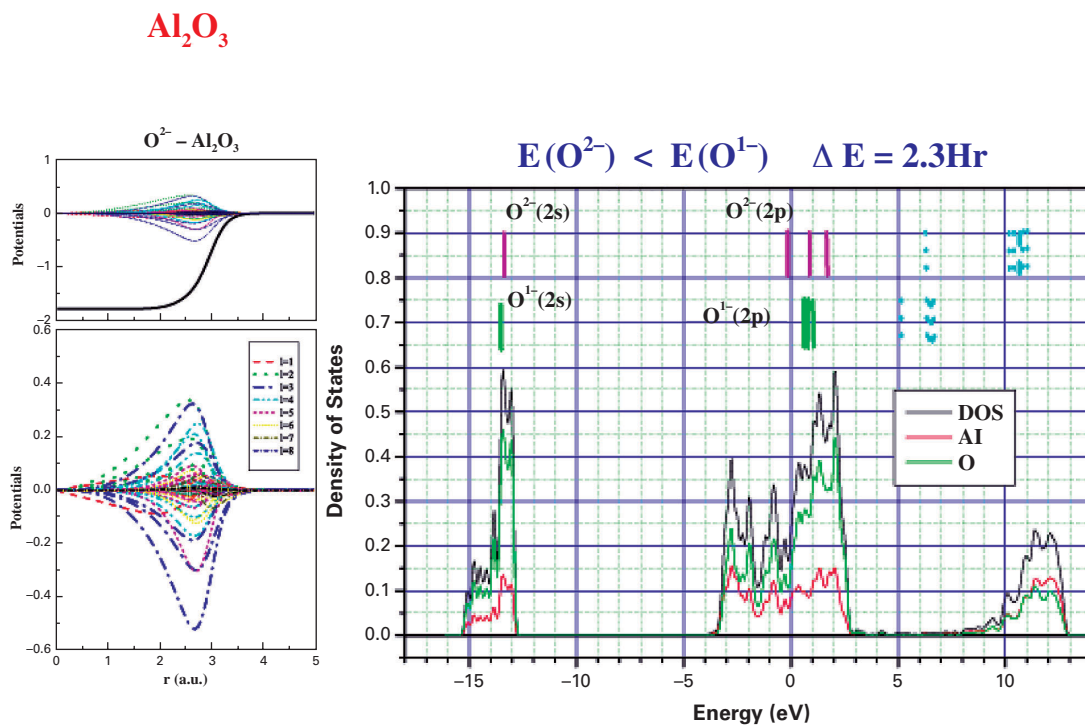 Al₂O₃
O²⁻ – Al₂O₃
Potentials
1
0
−1
−2
Potentials
0.6
0.4
0.2
0.0
−0.2
−0.4
−0.6
l=1
l=2
l=3
l=4
l=5
l=6
l=7
l=8
0 1 2 3 4 5
r (a.u.)
E(O²⁻) < E(O¹⁻) Δ E = 2.3Hr
Density of States
1.0
0.9
0.8
0.7
0.6
0.5
0.4
0.3
0.2
0.1
0.0
O²⁻(2s)
O²⁻(2p)
O¹⁻(2s)
O¹⁻(2p)
DOS
Al
O
−15 −10 −5 0 5 10
Energy (eV)